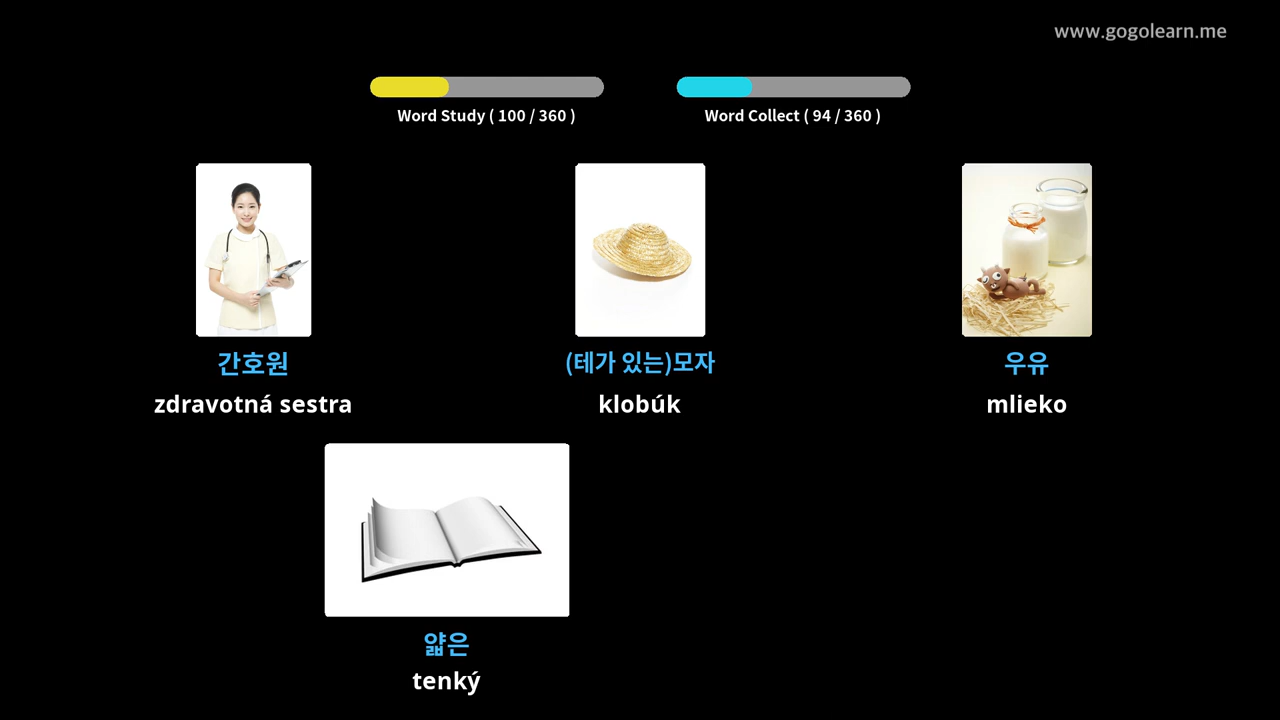 www.gogolearn.me
Word Study ( 100 / 360 )
Word Collect ( 94 / 360 )
간호원
zdravotná sestra
(테가 있는)모자
klobúk
우유
mlieko
얇은
tenký